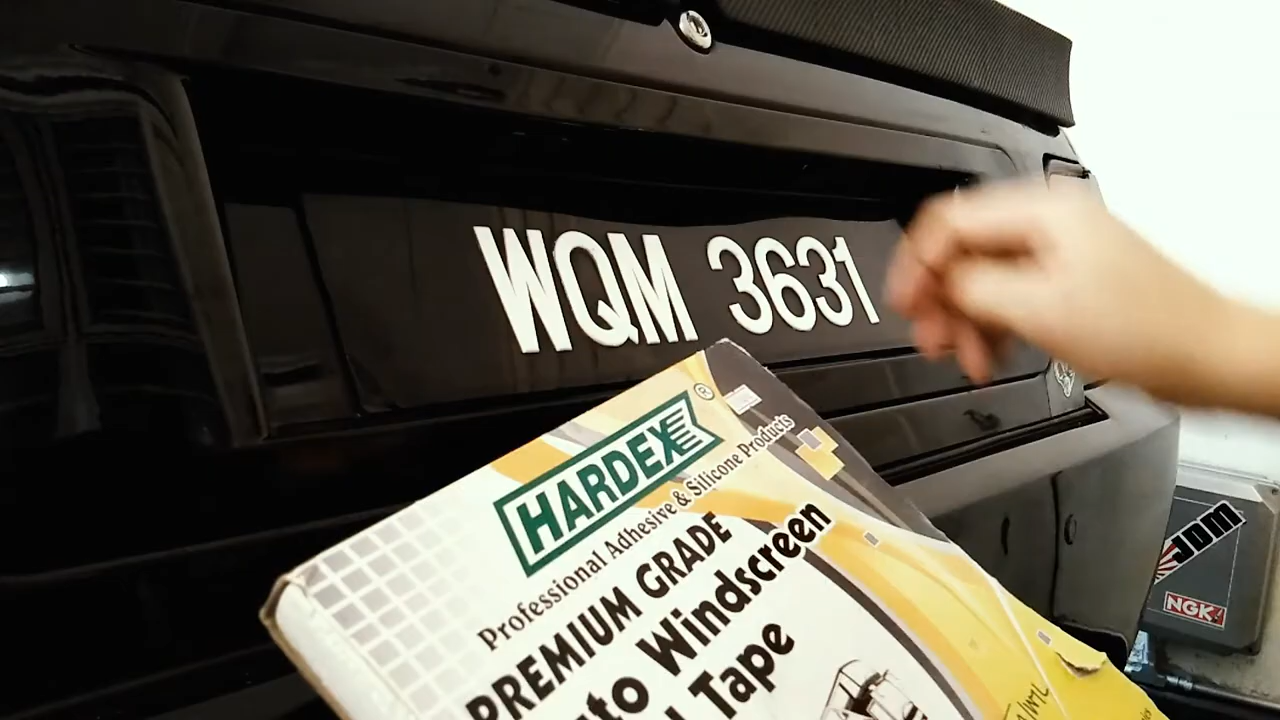 WQM 3631
HARDEX®
Professional Adhesive & Silicone Products
PREMIUM GRADE
Windscreen
Tape
JDM
NGK